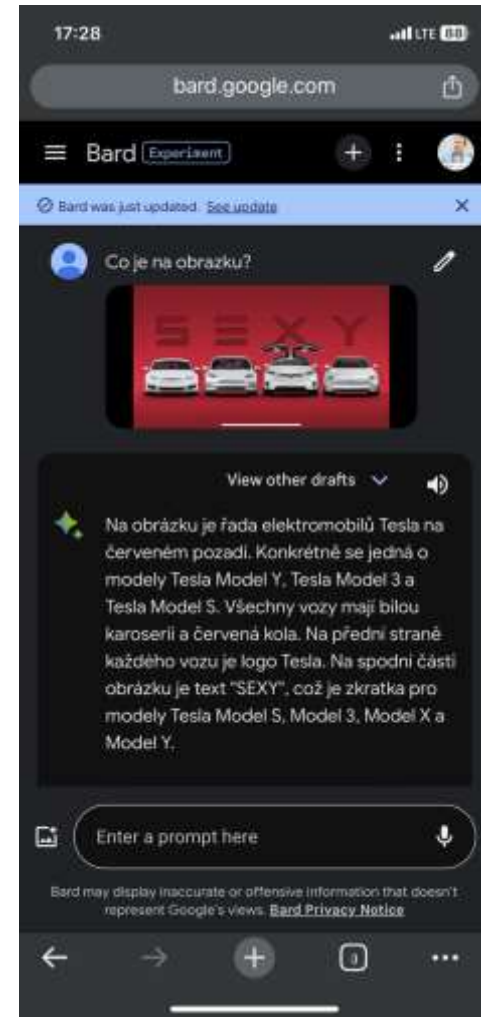 17:28
LTE 88
bard.google.com
Bard Experiment
Bard was just updated. See update
Co je na obrazku?
SEXY
View other drafts
Na obrázku je řada elektromobilů Tesla na
červeném pozadí. Konkrétně se jedná o
modely Tesla Model Y, Tesla Model 3 a
Tesla Model S. Všechny vozy mají bílou
karoserii a červená kola. Na přední straně
každého vozu je logo Tesla. Na spodní části
obrázku je text "SEXY", což je zkratka pro
modely Tesla Model S, Model 3, Model X a
Model Y.
Enter a prompt here
Bard may display inaccurate or offensive information that doesn't
represent Google's views. Bard Privacy Notice